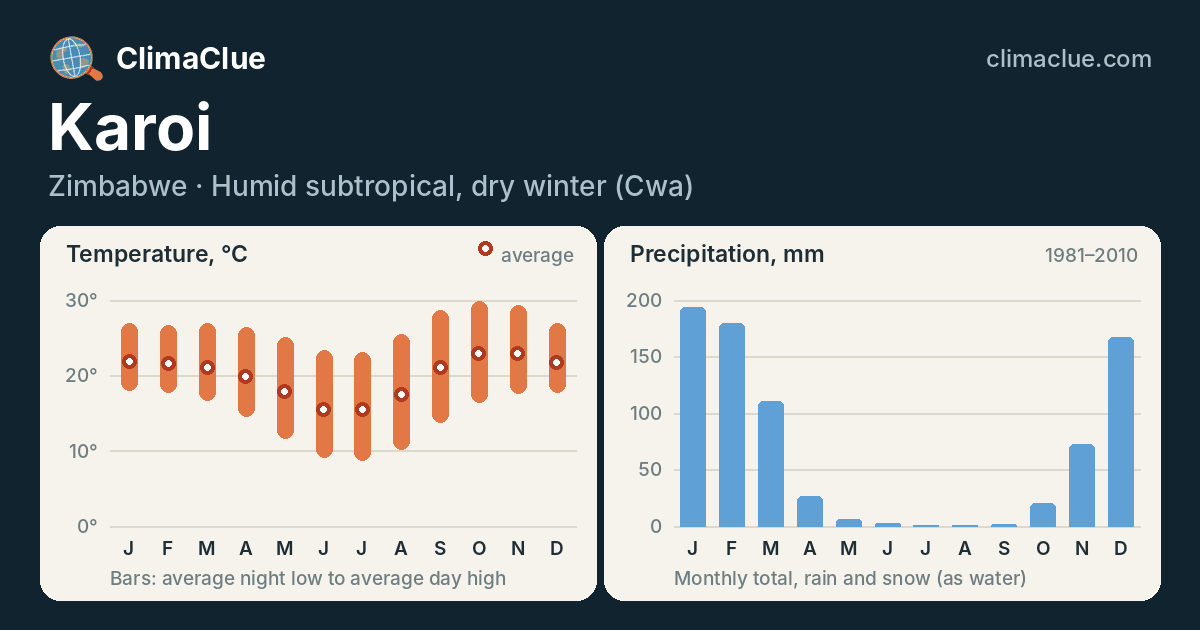 ClimaClue
climaclue.com
Karoi
Zimbabwe · Humid subtropical, dry winter (Cwa)
Temperature, °C
average
30°
20°
10°
0°
J F M A M J J A S O N D
Bars: average night low to average day high
Precipitation, mm
1981–2010
200
150
100
50
0
J F M A M J J A S O N D
Monthly total, rain and snow (as water)